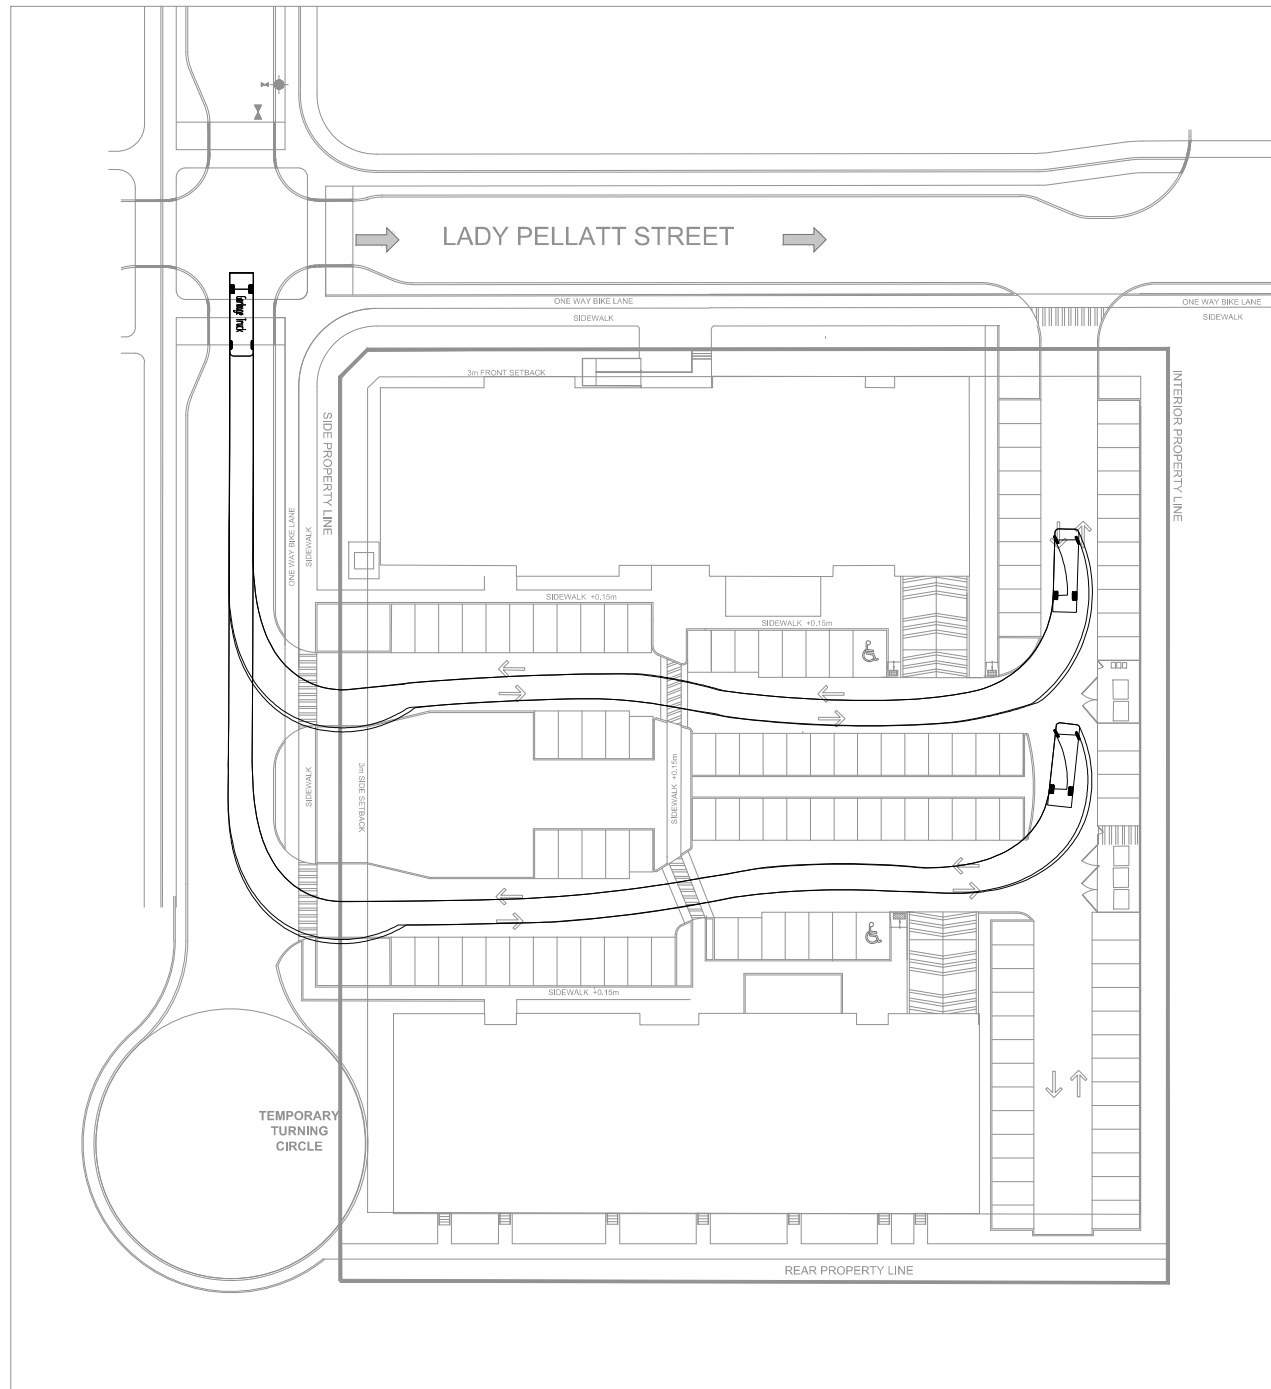 LADY PELLATT STREET
ONE WAY BIKE LANE
ONE WAY BIKE LANE
SIDEWALK
SIDEWALK
Garbage Truck
3m FRONT SETBACK
SIDE PROPERTY LINE
INTERIOR PROPERTY LINE
ONE WAY BIKE LANE
SIDEWALK
SIDEWALK +0.15m
SIDEWALK +0.15m
SIDEWALK
3m SIDE SETBACK
SIDEWALK +0.15m
SIDEWALK +0.15m
TEMPORARY
TURNING
CIRCLE
REAR PROPERTY LINE